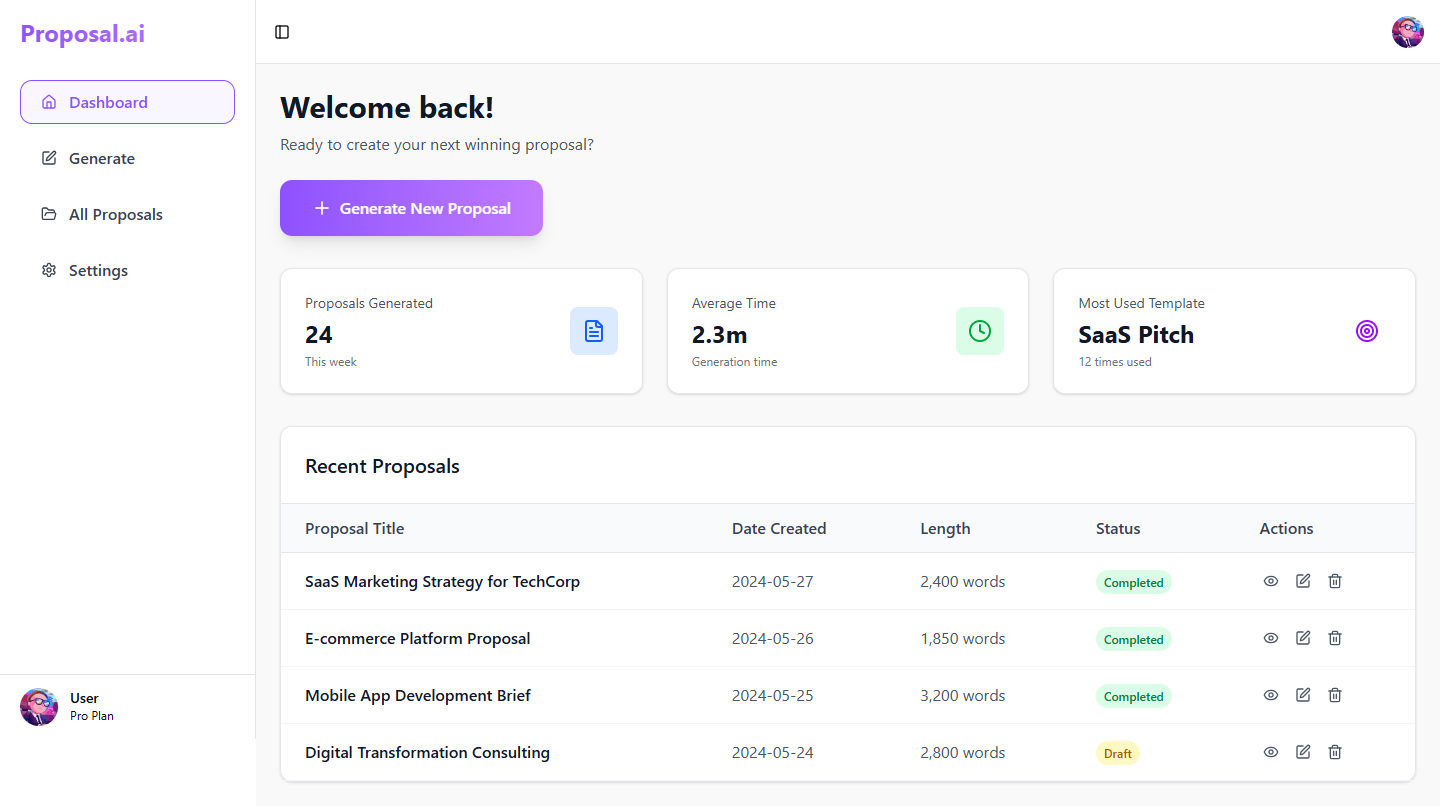 Proposal.ai
Dashboard
Generate
All Proposals
Settings
User
Pro Plan
Welcome back!
Ready to create your next winning proposal?
Generate New Proposal
Proposals Generated
24
This week
Average Time
2.3m
Generation time
Most Used Template
SaaS Pitch
12 times used
Recent Proposals
Proposal Title Date Created Length Status Actions
SaaS Marketing Strategy for TechCorp 2024-05-27 2,400 words Completed
E-commerce Platform Proposal 2024-05-26 1,850 words Completed
Mobile App Development Brief 2024-05-25 3,200 words Completed
Digital Transformation Consulting 2024-05-24 2,800 words Draft